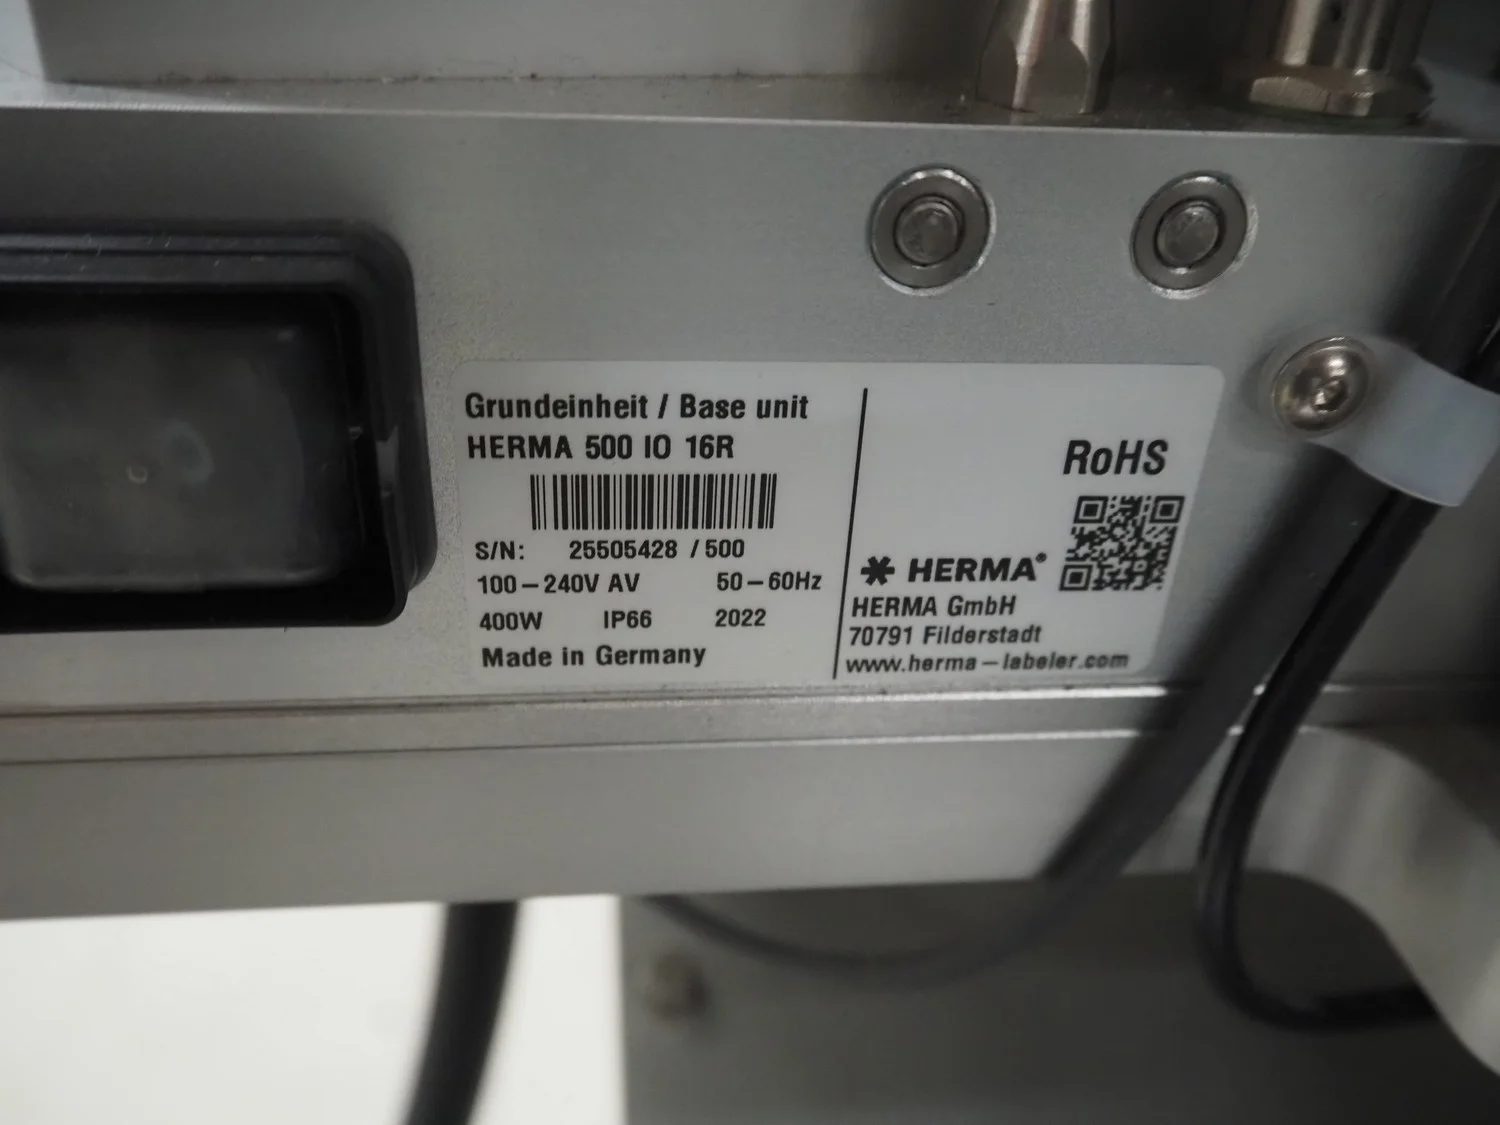 Grundeinheit / Base unit
HERMA 500 IO 16R
S/N: 25505428 / 500
100-240V AV 50-60Hz
400W IP66 2022
Made in Germany
RoHS
HERMA®
HERMA GmbH
70791 Filderstadt
www.herma-labeler.com